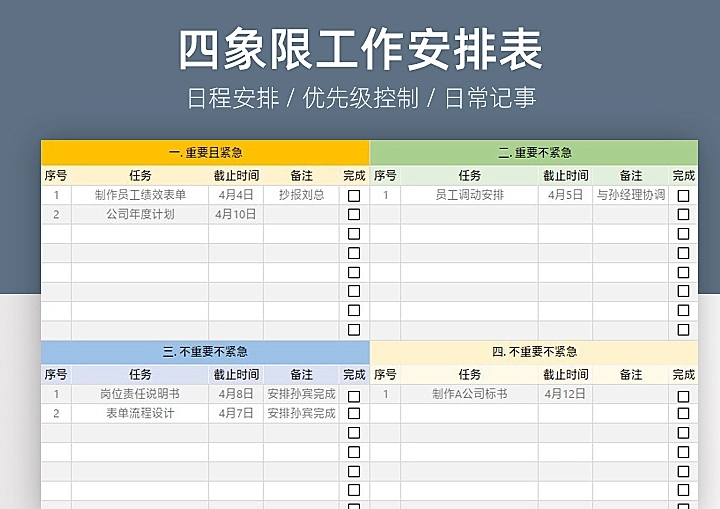 四象限工作安排表
日程安排 / 优先级控制 / 日常记事
一. 重要且紧急 二. 重要不紧急
序号 任务 截止时间 备注 完成 序号 任务 截止时间 备注 完成
1 制作员工绩效表单 4月4日 抄报刘总 1 员工调动安排 4月5日 与孙经理协调
2 公司年度计划 4月10日
三. 不重要不紧急 四. 不重要不紧急
序号 任务 截止时间 备注 完成 序号 任务 截止时间 备注 完成
1 岗位责任说明书 4月8日 安排孙宾完成 1 制作A公司标书 4月12日
2 表单流程设计 4月7日 安排孙宾完成